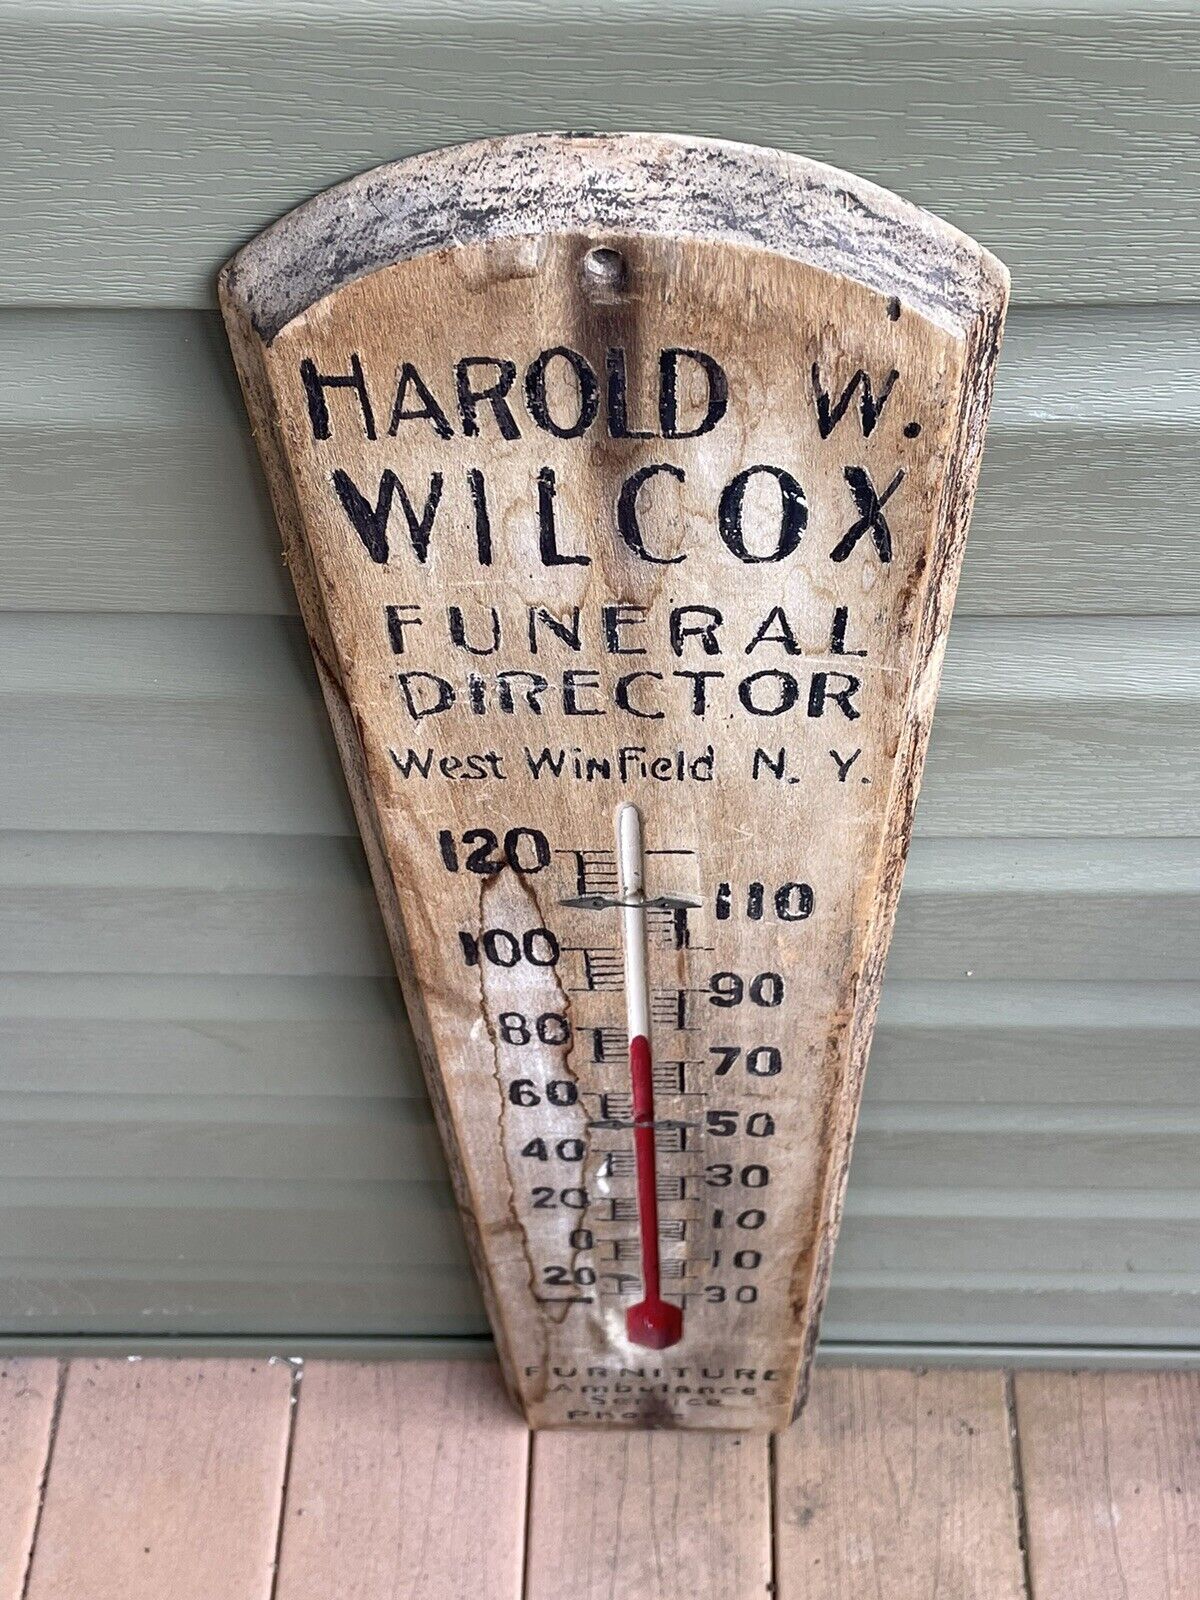 HAROLD W.
WILCOX
FUNERAL
DIRECTOR
West Winfield N. Y.
120
110
100
90
80
70
60
50
40
30
20
10
0
10
20
30
FURNITURE
Ambulance
Service
Phone